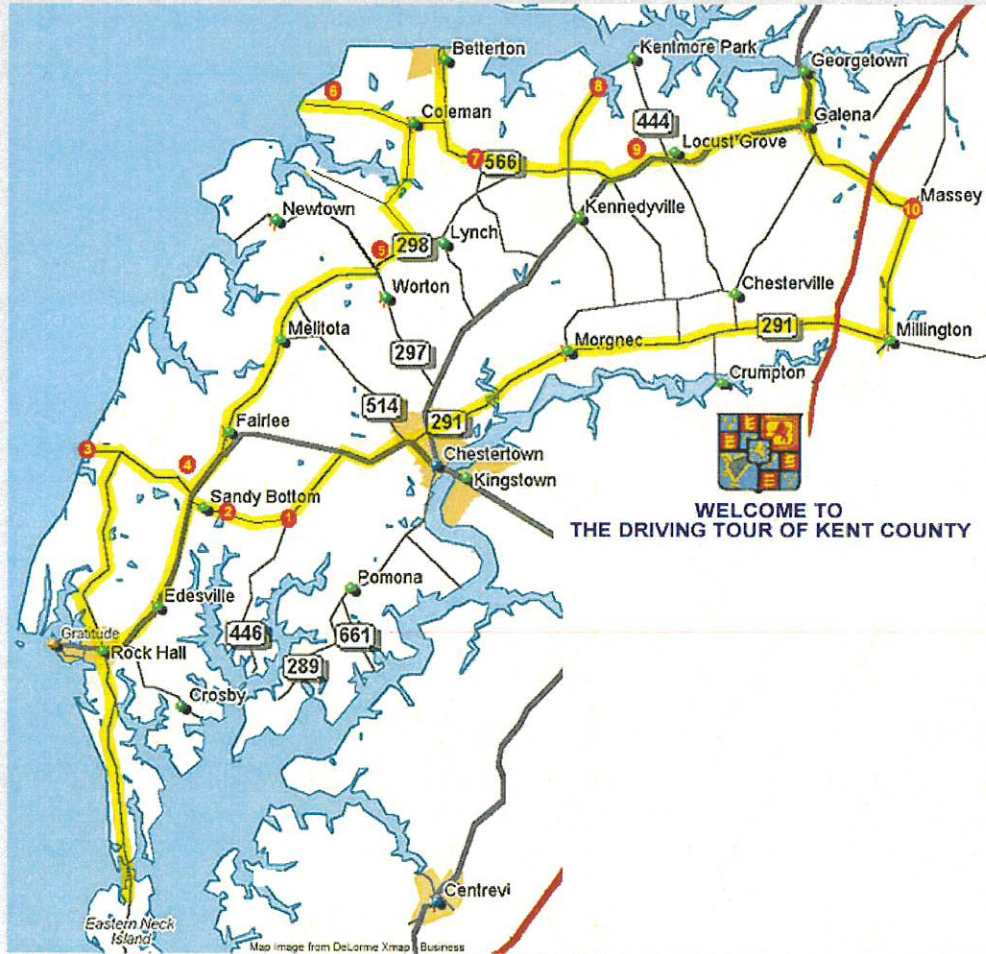 Betterton
Kentmore Park
Georgetown
6
8
Coleman
444
Galena
9
Locust Grove
7
566
Massey
10
Newtown
Kennedyville
298
Lynch
5
Worton
Chesterville
Melitota
291
Millington
297
Morgnec
Crumpton
514
291
Fairlee
3
4
Chestertown
Kingstown
Sandy Bottom
2
1
WELCOME TO
THE DRIVING TOUR OF KENT COUNTY
Pomona
Edesville
Gratitude
446
661
Rock Hall
289
Crosby
Centrevi
Eastern Neck
Island
Map image from DeLorme Xmap Business